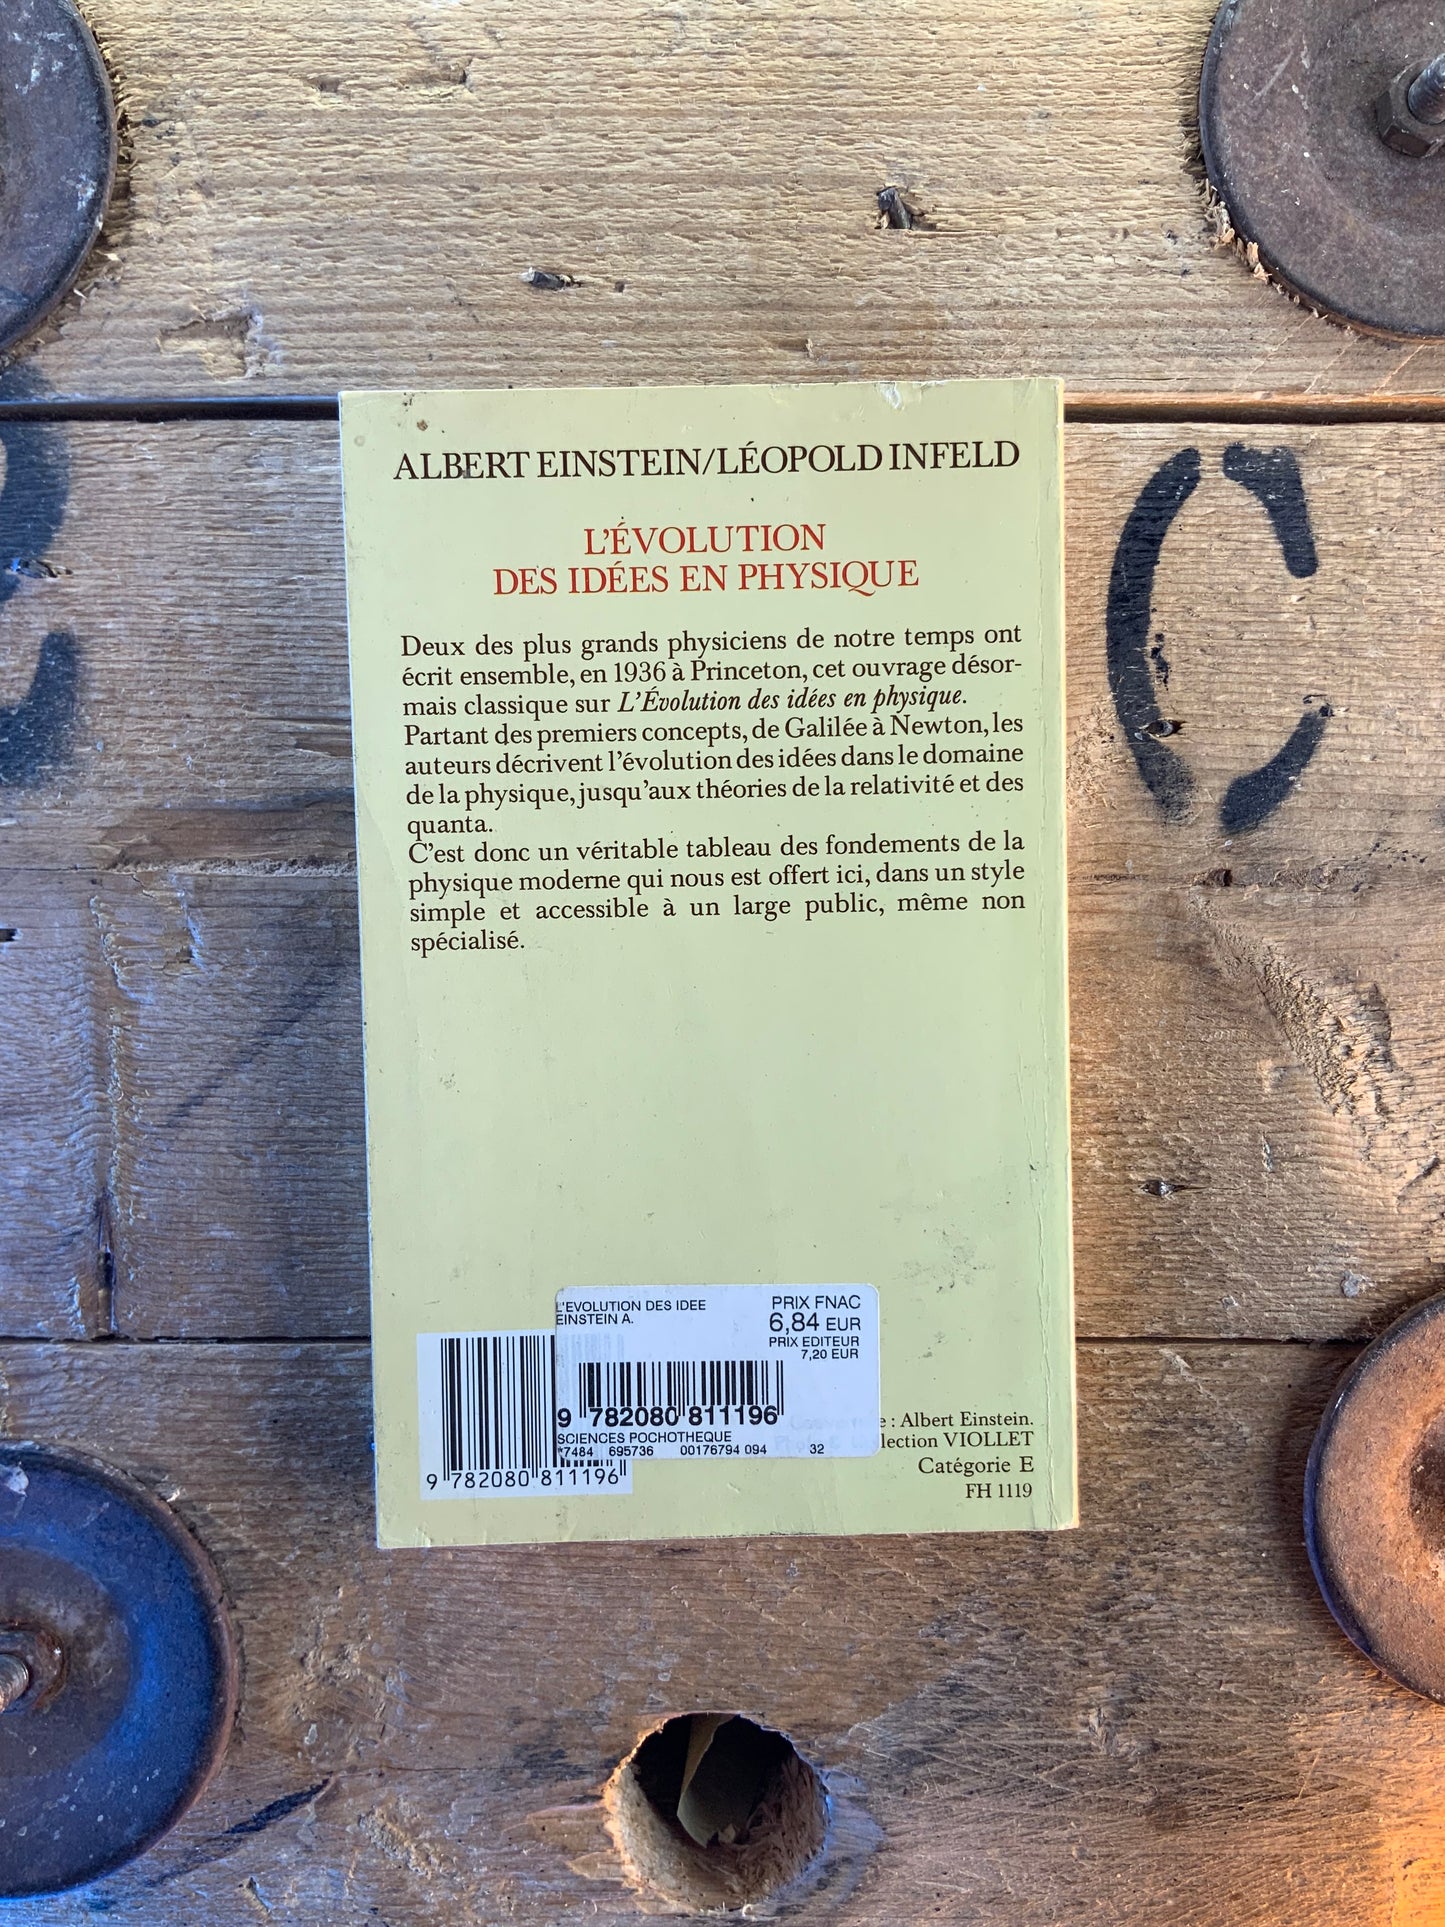 ALBERT EINSTEIN/LÉOPOLD INFELD
L'ÉVOLUTION
DES IDÉES EN PHYSIQUE
Deux des plus grands physiciens de notre temps ont
écrit ensemble, en 1936 à Princeton, cet ouvrage désor-
mais classique sur L'Évolution des idées en physique.
Partant des premiers concepts, de Galilée à Newton, les
auteurs décrivent l'évolution des idées dans le domaine
de la physique, jusqu'aux théories de la relativité et des
quanta.
C'est donc un véritable tableau des fondements de la
physique moderne qui nous est offert ici, dans un style
simple et accessible à un large public, même non
spécialisé.
L'EVOLUTION DES IDEE
EINSTEIN A.
PRIX FNAC
6,84 EUR
PRIX EDITEUR
7,20 EUR
9 782080 811196
SCIENCES POCHOTHEQUE
*7484 695736 00176794 094 32
9 782080 811196
: Albert Einstein.
VIOLLET
Catégorie E
FH 1119
C